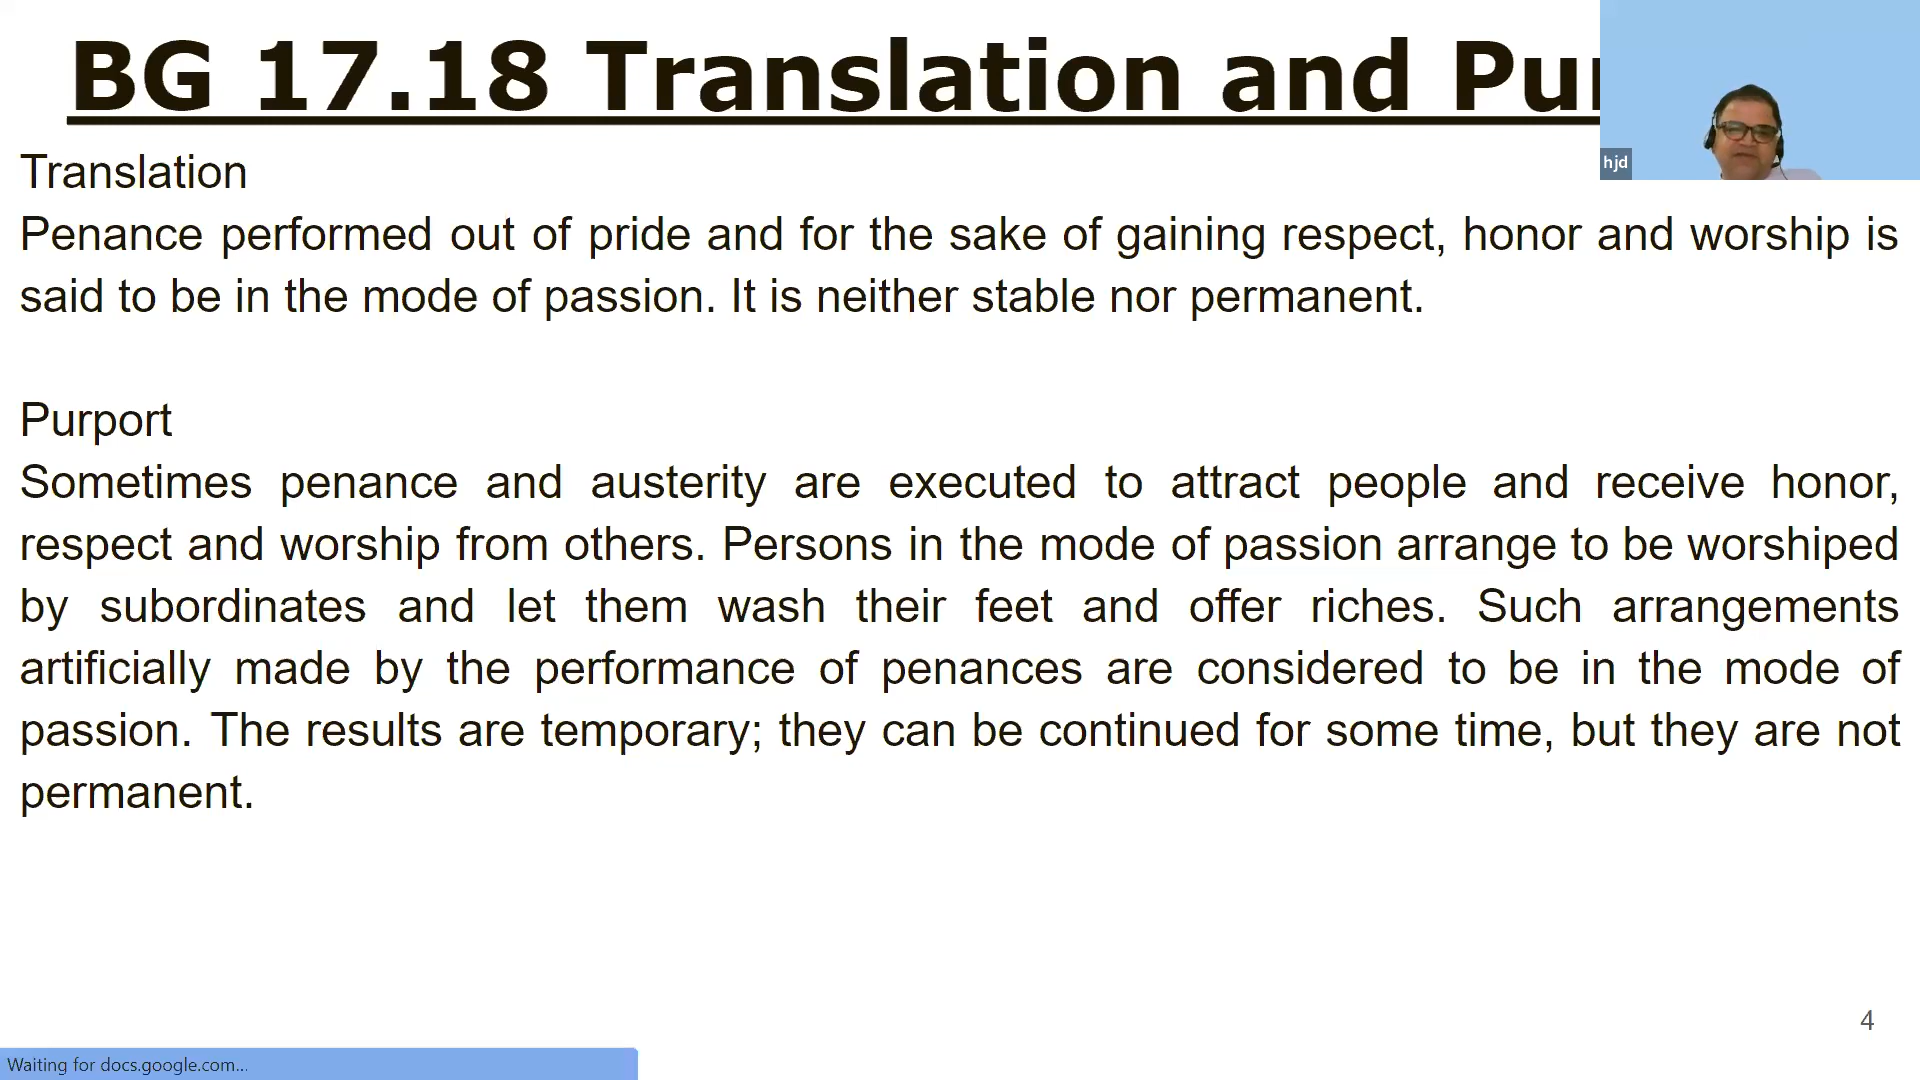 BG 17.18 Translation and Pu
hjd
Translation
Penance performed out of pride and for the sake of gaining respect, honor and worship is
said to be in the mode of passion. It is neither stable nor permanent.
Purport
Sometimes penance and austerity are executed to attract people and receive honor,
respect and worship from others. Persons in the mode of passion arrange to be worshiped
by subordinates and let them wash their feet and offer riches. Such arrangements
artificially made by the performance of penances are considered to be in the mode of
passion. The results are temporary; they can be continued for some time, but they are not
permanent.
4
Waiting for docs.google.com...